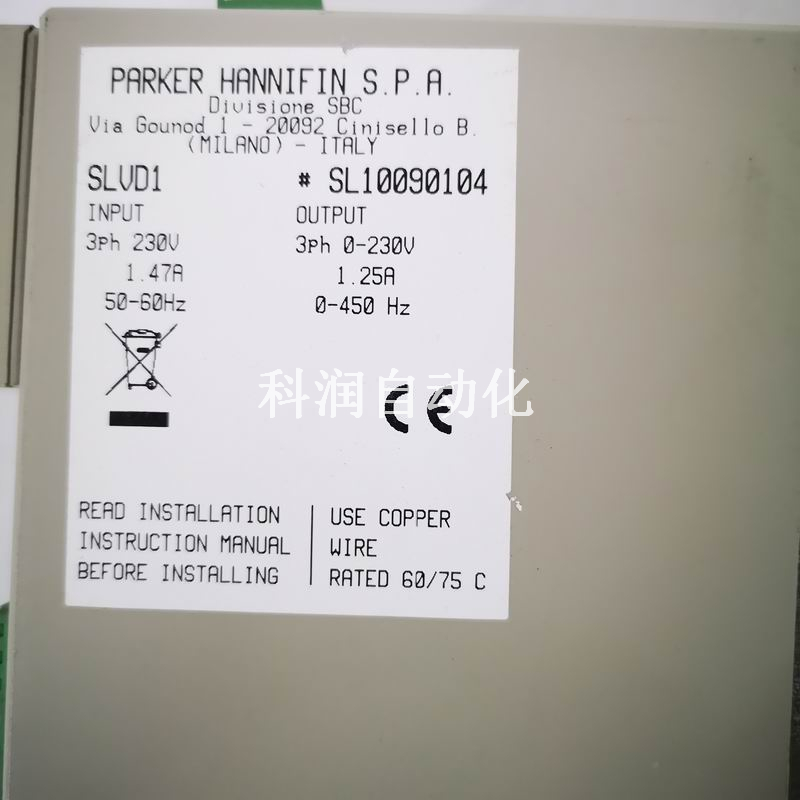 PARKER HANNIFIN S.P.A.
Divisione SBC
Via Gounod 1 - 20092 Cinisello B.
(MILANO) - ITALY
SLVD1 # SL10090104
INPUT OUTPUT
3Ph 230V 3Ph 0-230V
1.47A 1.25A
50-60Hz 0-450 Hz
科润自动化
CE
READ INSTALLATION
INSTRUCTION MANUAL
BEFORE INSTALLING
USE COPPER
WIRE
RATED 60/75 C